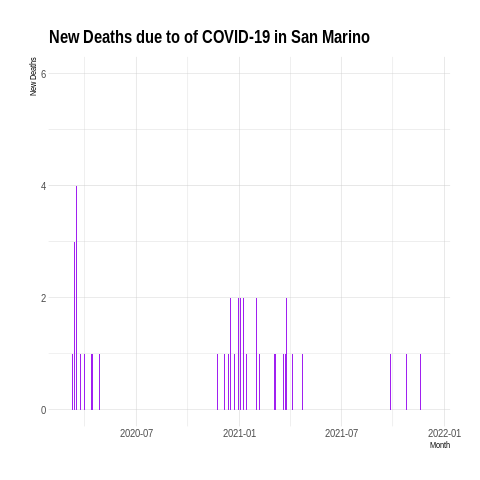 New Deaths due to of COVID-19 in San Marino
New Deaths
6
4
2
0
2020-07
2021-01
2021-07
2022-01
Month